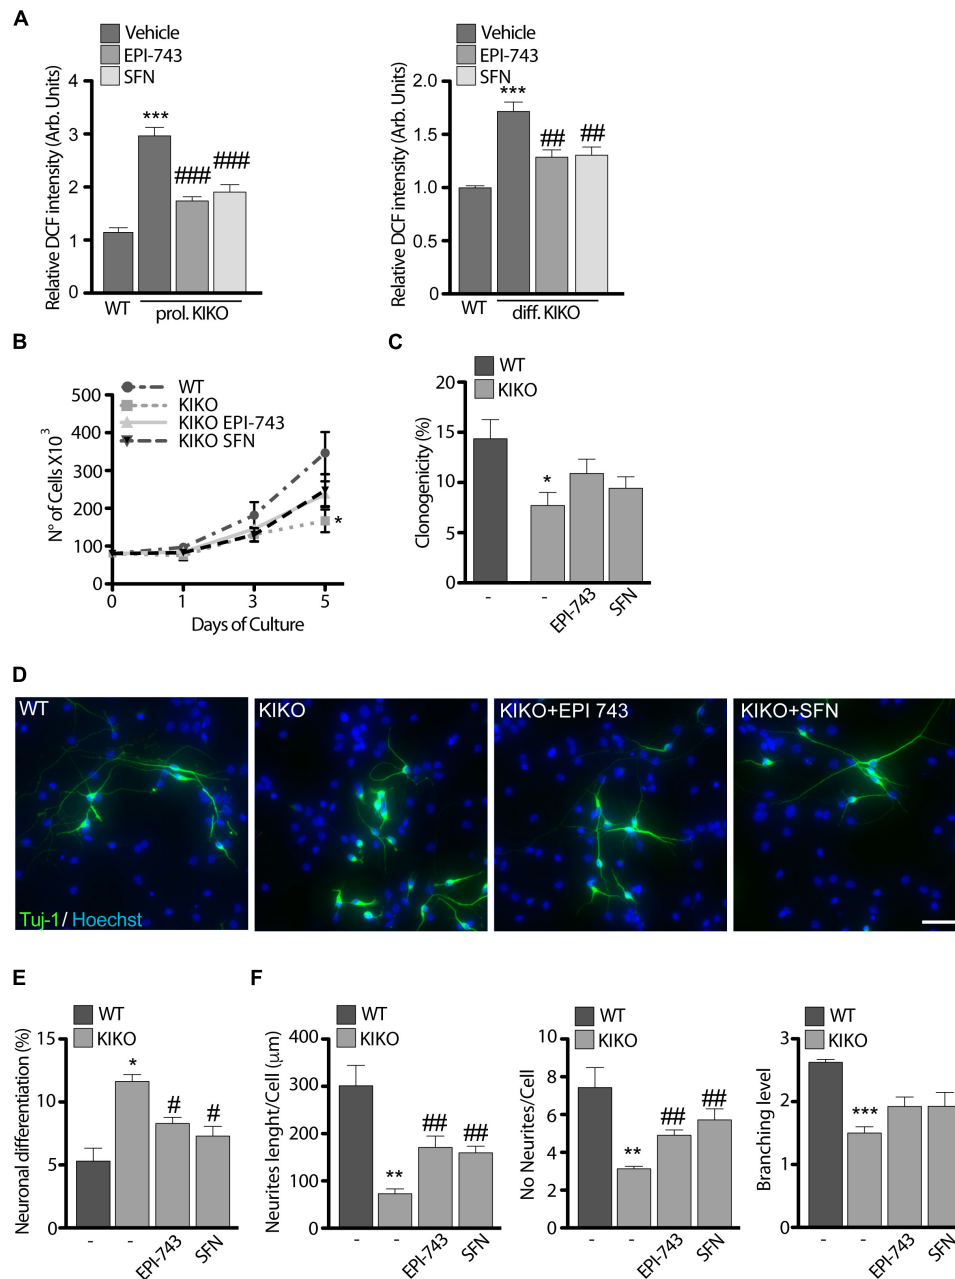 A
Vehicle
EPI-743
SFN
Relative DCF intensity (Arb. Units)
4
3
2
1
0
***
###
###
WT
prol. KIKO
Vehicle
EPI-743
SFN
Relative DCF intensity (Arb. Units)
2.0
1.5
1.0
0.5
0
***
##
##
WT
diff. KIKO
B
WT
KIKO
KIKO EPI-743
KIKO SFN
N° of Cells X10³
500
400
300
200
100
0
*
0
1
3
5
Days of Culture
C
WT
KIKO
Clonogenicity (%)
20
15
10
5
0
*
-
-
EPI-743
SFN
D
WT
KIKO
KIKO+EPI 743
KIKO+SFN
Tuj-1 / Hoechst
E
WT
KIKO
Neuronal differentiation (%)
15
10
5
0
*
#
#
-
-
EPI-743
SFN
F
WT
KIKO
Neurites lenght/Cell (μm)
400
300
200
100
0
**
##
##
-
-
EPI-743
SFN
WT
KIKO
No Neurites/Cell
10
8
6
4
2
0
**
##
##
-
-
EPI-743
SFN
WT
KIKO
Branching level
3
2
1
0
***
-
-
EPI-743
SFN